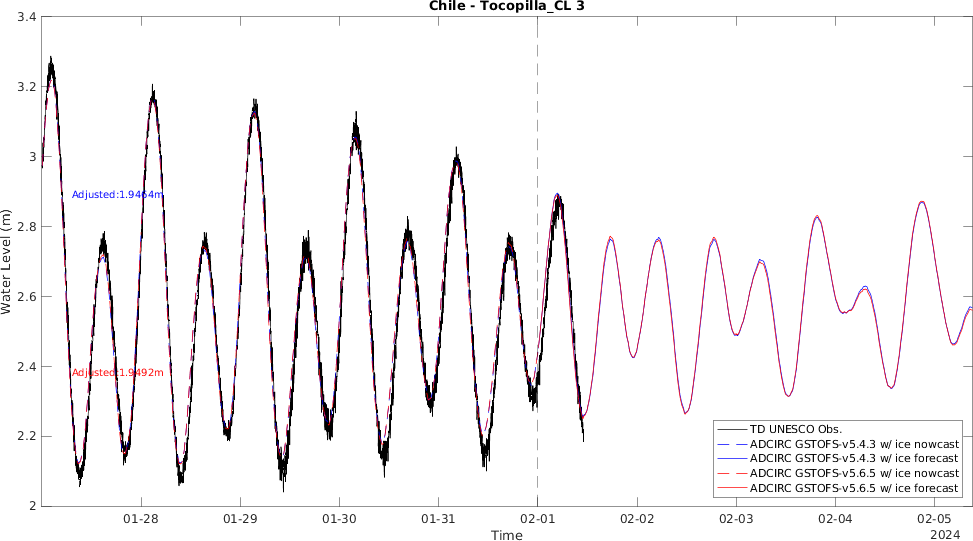 Chile - Tocopilla_CL 3
3.4
3.2
3
2.8
2.6
2.4
2.2
2
Water Level (m)
Adjusted:1.9464m
Adjusted:1.9492m
TD UNESCO Obs.
ADCIRC GSTOFS-v5.4.3 w/ ice nowcast
ADCIRC GSTOFS-v5.4.3 w/ ice forecast
ADCIRC GSTOFS-v5.6.5 w/ ice nowcast
ADCIRC GSTOFS-v5.6.5 w/ ice forecast
01-28 01-29 01-30 01-31 02-01 02-02 02-03 02-04 02-05
Time
2024